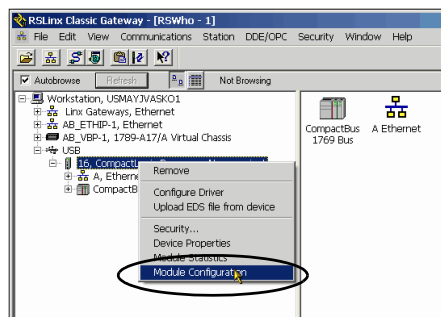 RSLinx Classic Gateway - [RSWho - 1]
File Edit View Communications Station DDE/OPC Security Window Help
Autobrowse Refresh Not Browsing
Workstation, USMAYJVASKO1
Linx Gateways, Ethernet
AB_ETHIP-1, Ethernet
AB_VBP-1, 1789-A17/A Virtual Chassis
USB
16,
A, Etherne
CompactB
CompactBus
1769 Bus
A Ethernet
Remove
Configure Driver
Upload EDS file from device
Security...
Device Properties
Module Statistics
Module Configuration